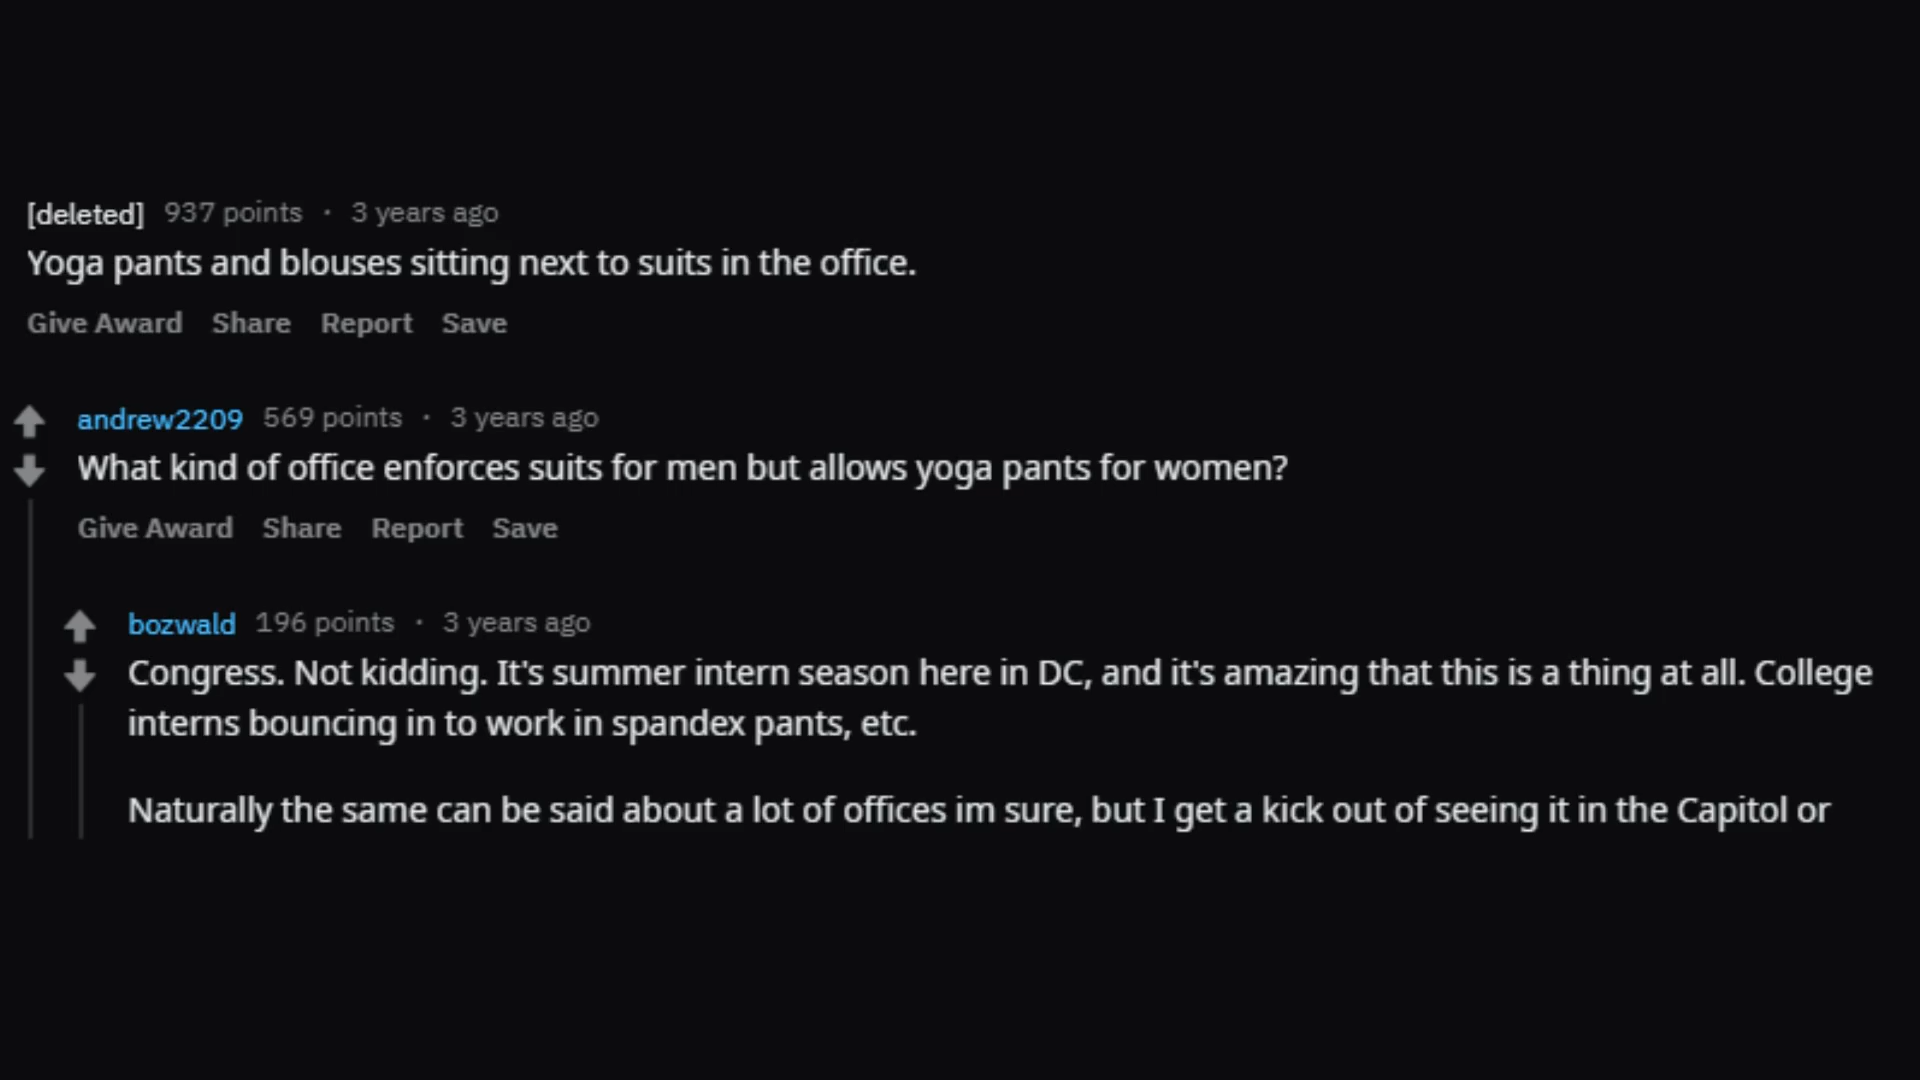 [deleted] 937 points · 3 years ago
Yoga pants and blouses sitting next to suits in the office.
Give Award Share Report Save
andrew2209 569 points · 3 years ago
What kind of office enforces suits for men but allows yoga pants for women?
Give Award Share Report Save
bozwald 196 points · 3 years ago
Congress. Not kidding. It's summer intern season here in DC, and it's amazing that this is a thing at all. College
interns bouncing in to work in spandex pants, etc.
Naturally the same can be said about a lot of offices im sure, but I get a kick out of seeing it in the Capitol or